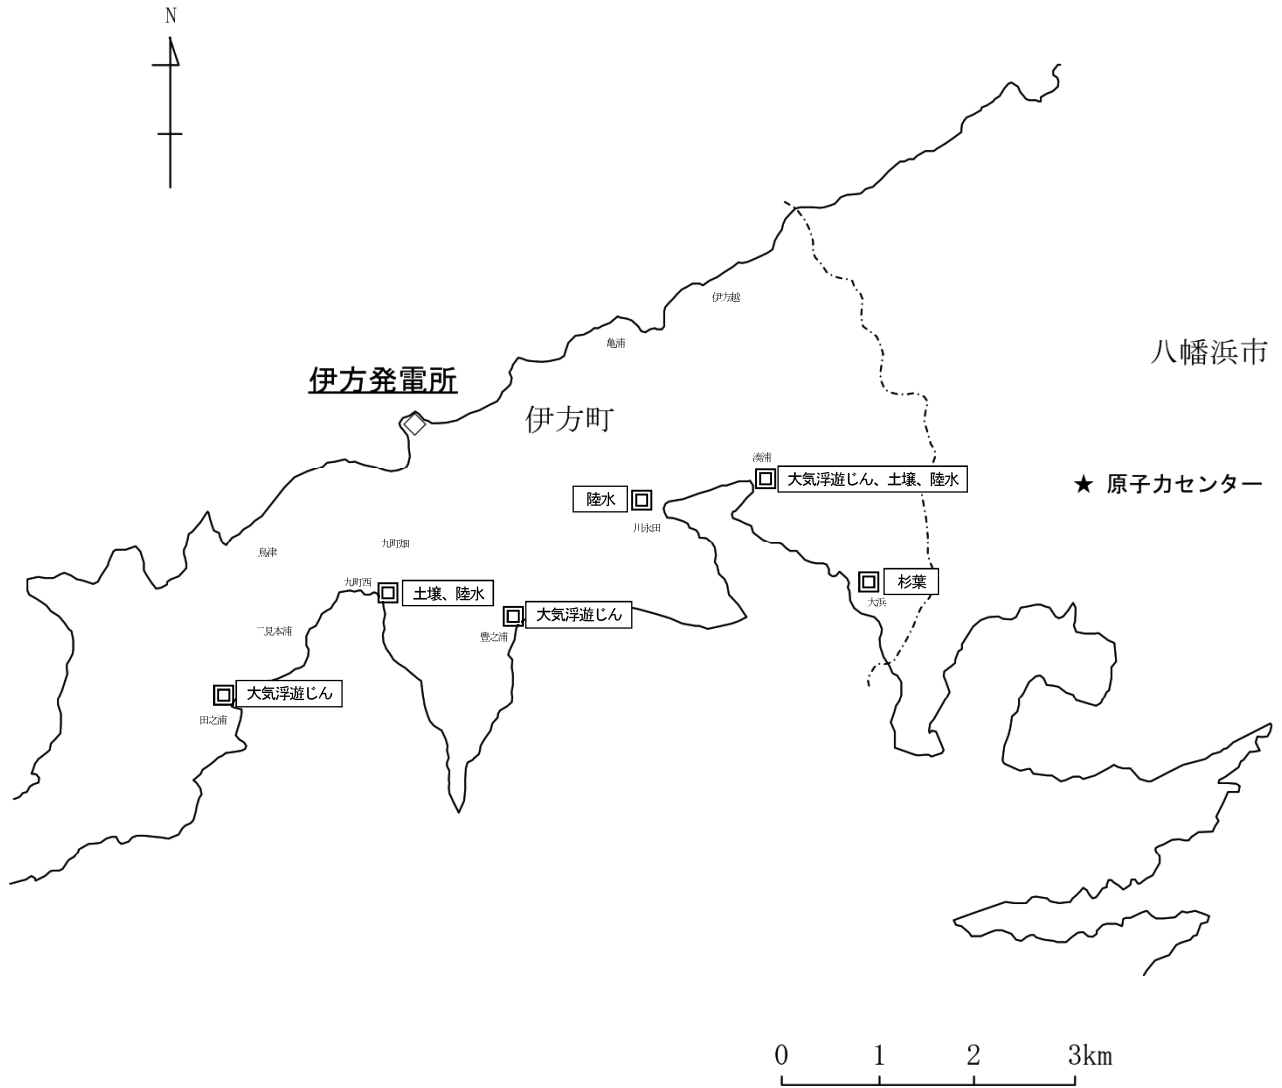 N
伊方越
亀浦
八幡浜市
伊方発電所
伊方町
湊浦
大気浮遊じん、土壌、陸水
★ 原子力センター
陸水
川永田
九町畑
鳥津
九町西
土壌、陸水
杉葉
大浜
大気浮遊じん
豊之浦
二見本浦
大気浮遊じん
田之浦
0 1 2 3km